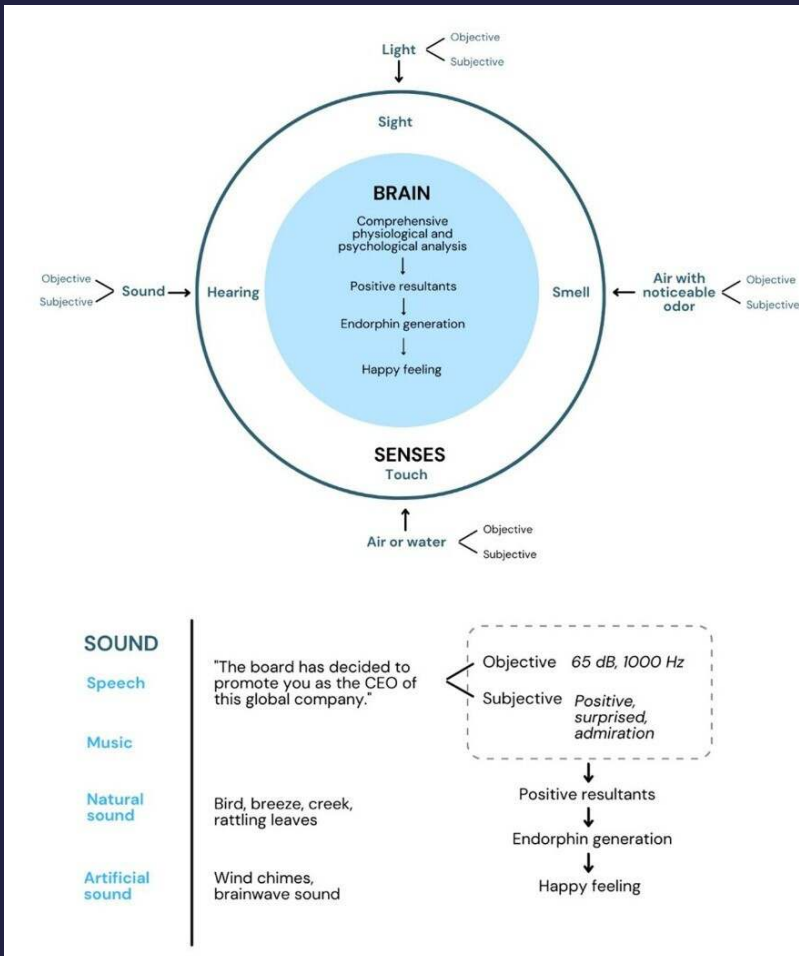 Light
Objective
Subjective
Sight
BRAIN
Comprehensive
physiological and
psychological analysis
Positive resultants
Endorphin generation
Happy feeling
Objective
Subjective
Sound
Hearing
Smell
Air with
noticeable
odor
Objective
Subjective
SENSES
Touch
Air or water
Objective
Subjective
SOUND
Speech
"The board has decided to
promote you as the CEO of
this global company."
Objective 65 dB, 1000 Hz
Subjective Positive,
surprised,
admiration
Music
Natural
sound
Bird, breeze, creek,
rattling leaves
Artificial
sound
Wind chimes,
brainwave sound
Positive resultants
Endorphin generation
Happy feeling